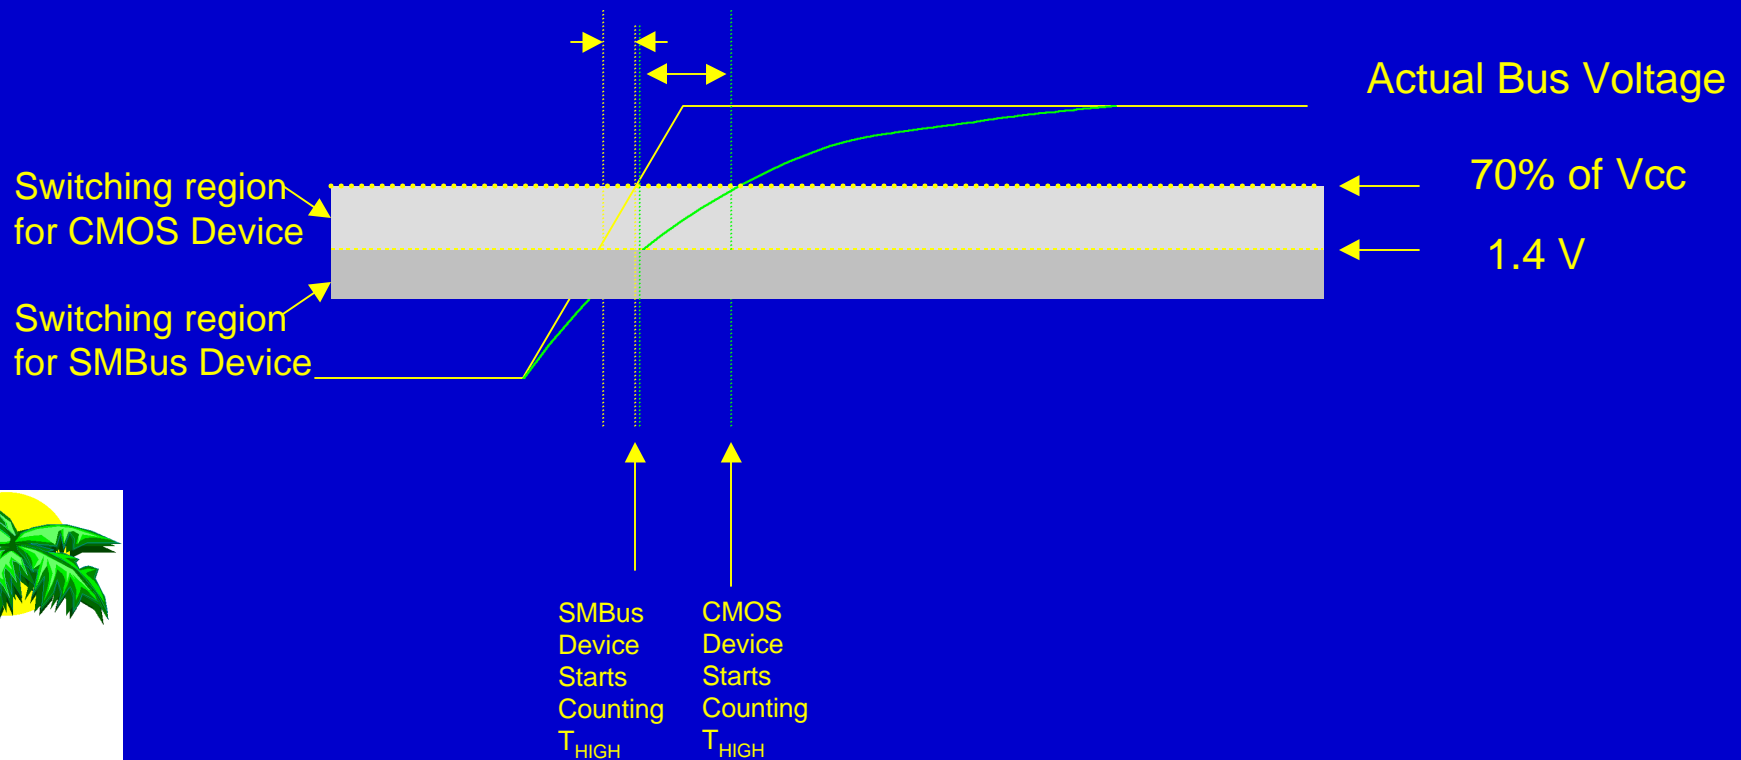 Actual Bus Voltage
Switching region
for CMOS Device
70% of Vcc
1.4 V
Switching region
for SMBus Device
SMBus
Device
Starts
Counting
THIGH
CMOS
Device
Starts
Counting
THIGH